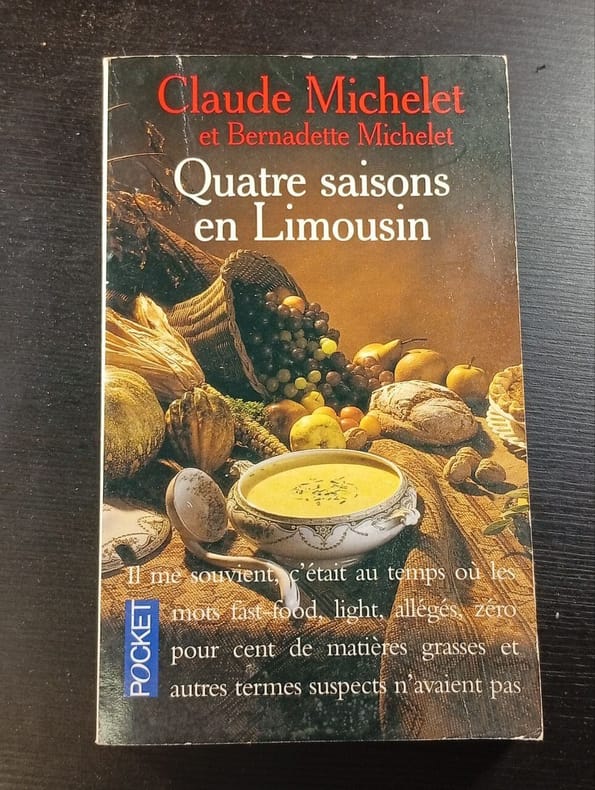 Claude Michelet
et Bernadette Michelet
Quatre saisons
en Limousin
Il me souvient, c'était au temps où les
mots fast-food, light, allégés, zéro
pour cent de matières grasses et
autres termes suspects n'avaient pas
POCKET